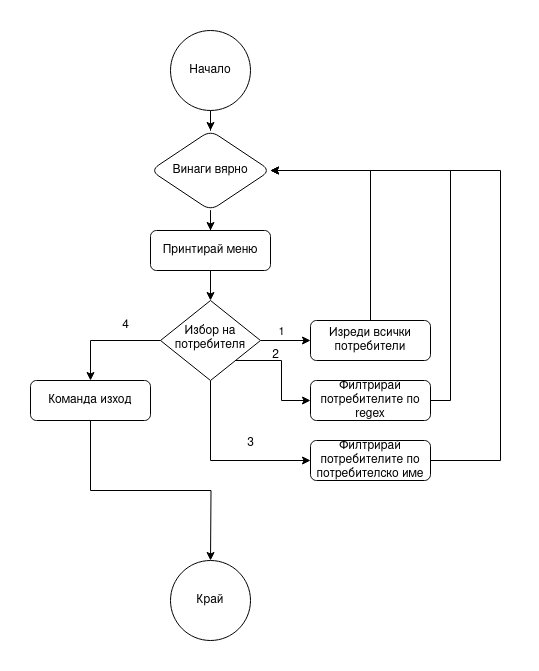 Начало
Винаги вярно
Принтирай меню
Избор на
потребителя
4
1
2
3
Изреди всички
потребители
Команда изход
Филтрирай
потребителите по
regex
Филтрирай
потребителите по
потребителско име
Край